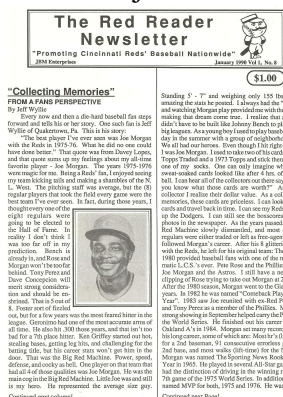 The Red Reader
Newsletter
"Promoting Cincinnati Reds' Baseball Nationwide"
JBM Enterprises
January 1990 Vol 1, No. 8
$1.00
"Collecting Memories"
FROM A FANS PERSPECTIVE
By Jeff Wyllie
Every now and then a die-hard baseball fan steps
forward and tells his or her story. One such fan is Jeff
Wyllie of Quakertown, Pa. This is his story:
"The best player I've ever seen was Joe Morgan
with the Reds in 1975-76. What he did no one could
have done better." That quote was from Davey Lopes,
and that quote sums up my feelings about my all-time
favorite player - Joe Morgan. The years 1975-1976
were magic for me. Being a Reds' fan, I enjoyed seeing
my team kicking tails and making a shambles of the N.
L. West. The pitching staff was average, but the (8)
regular players that took the field every game were the
best team I've ever seen. In fact, during those years, I
thought every one of the
eight regulars were
going to be elected to
the Hall of Fame. In
reality I don't think I
was too far off in my
prediction. Bench is
already in, and Rose and
Morgan won't be too far
behind. Tony Perez and
Dave Concepcion will
merit strong considera-
tion and should be en-
shrined. That is 5 out of
8. Foster sort of fizzled
out, but for a few years was the most feared hitter in the
league. Geronimo had one of the most accurate arms of
all time. He also hit .300 those years, and that isn't too
bad for a 7th place hitter. Ken Griffey started out hot,
stealing bases, getting leg hits, and challenging for the
batting title, but his career stats won't get him in the
door. That was the Big Red Machine. Power, speed,
defense, and cocky as hell. One player on that team that
had all 4 of those qualities was Joe Morgan. He was the
main cog in the Big Red Machine. Little Joe was and still
is my hero. He represented the average size guy.
Continued next column!
Standing 5' - 7" and weighing only 155 lbs
amazing the stats he posted. I always had the
and watching Morgan play provided me with the
making that dream come true. I realize that
didn't have to be built like Johnny Bench to pl
big leagues. As a young boy I used to play baseb
day in the summer with a group of neighborho
We all had our heroes. Even though I hit right
I was Joe Morgan. I used to take two of his card
Topps Traded and a 1973 Topps and stick then
one of my socks. One can only imagine wh
sweat-soaked cards looked like after 4 hrs. of
ball. I can hear all of the collectors out there say
you know what those cards are worth?" A
collector I realize their dollar value. As a col
memories, these cards are priceless. I can look
cards and travel back in time. I can see my Reds
up the Dodgers. I can still see the boxscores
photos in the newspaper. As the years passed
Red Machine slowly dismantled, and most
regulars were either traded or left as free-agen
followed Morgan's career. After his 8 glitteri
with the Reds, he left for his original team; Th
1980 provided baseball fans with one of the n
matic L.C.S.'s ever. Pete Rose and the Phillies
Joe Morgan and the Astros. I still have a ne
clipping of Rose trying to take out Morgan at 2
After the 1980 season, Morgan went to the Gia
years. In 1982 he was named "Comeback Play
Year". 1983 saw Joe reunited with ex-Red P
and Tony Perez as a member of the Phillies. M
strong showing in September helped carry the
the World Series. He finished his career
Oakland A's in 1984. Morgan set many recor
his long career, some of which are: Most hr's (
for a 2nd baseman, 91 consecutive errorless g
2nd base, and most walks (5th-time) for the
Morgan was named The Sporting News Rook
Year in 1965. He played in several All-Star gam
had the distinction of driving in the winning r
7th game of the 1975 World Series. In addition
named MVP for both, 1975 and 1976. He was
Continued next Page!